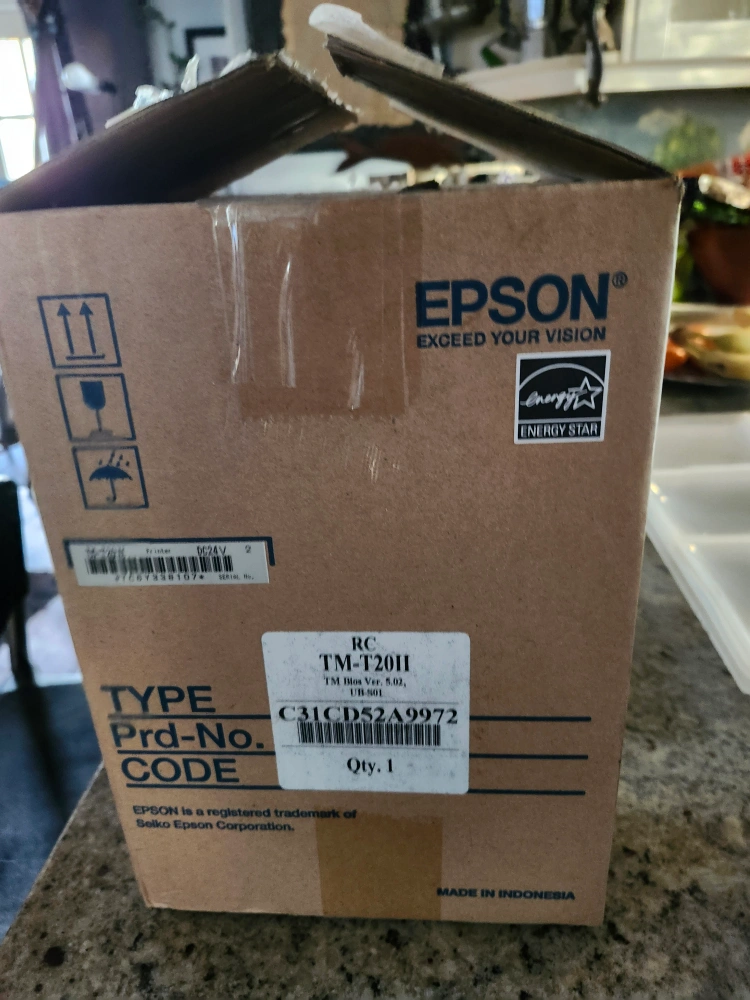 EPSON®
EXCEED YOUR VISION
energy
ENERGY STAR
Printer DC24V 2
SERIAL No.
RC
TM-T20II
TM Bios Ver. 5.02,
UB-S01
TYPE
C31CD52A9972
Prd-No.
CODE
Qty. 1
EPSON is a registered trademark of
Seiko Epson Corporation.
MADE IN INDONESIA